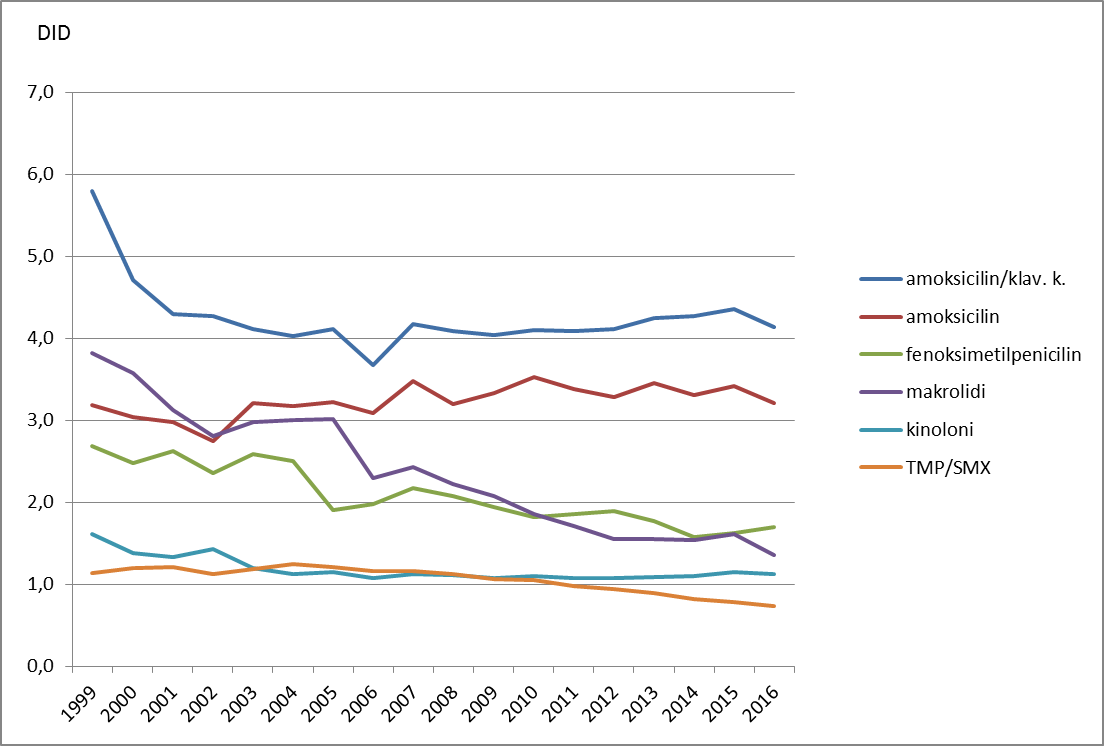 DID
7,0
6,0
5,0
4,0
3,0
2,0
1,0
0,0
1999 2000 2001 2002 2003 2004 2005 2006 2007 2008 2009 2010 2011 2012 2013 2014 2015 2016
amoksicilin/klav. k.
amoksicilin
fenoksimetilpenicilin
makrolidi
kinoloni
TMP/SMX